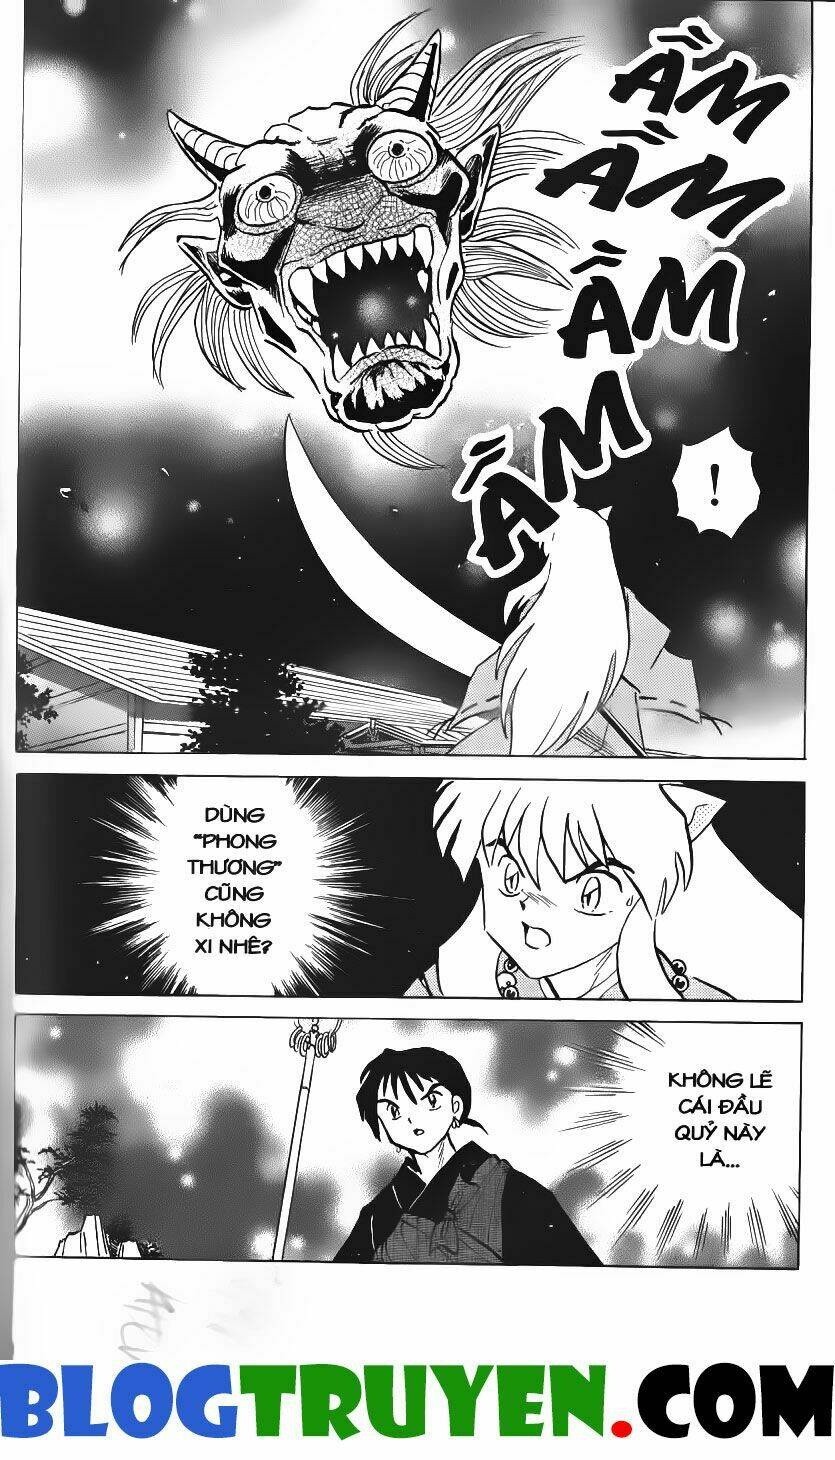 ẦM
ẦM
ẦM
ẦM
!
DÙNG
"PHONG
THƯƠNG"
CŨNG
KHÔNG
XI NHÊ?
KHÔNG LẼ
CÁI ĐẦU
QUỶ NÀY
LÀ...
BLOGTRUYEN.COM